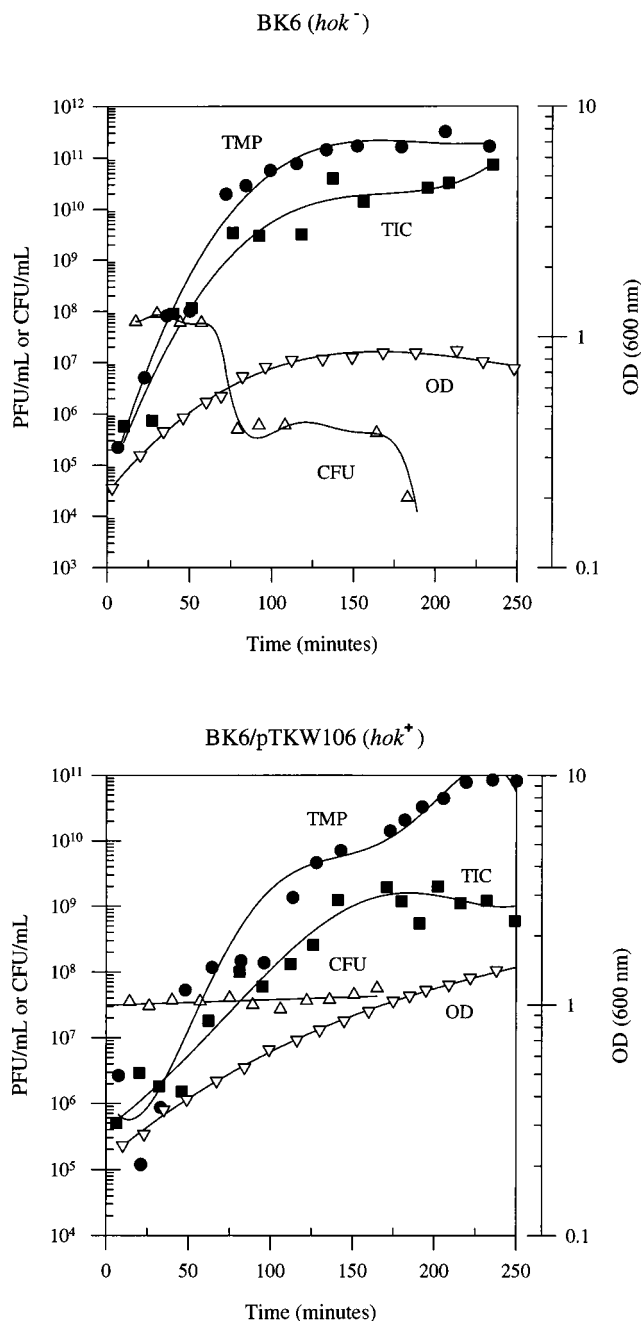 BK6 (hok⁻)
10¹²
10¹¹
10¹⁰
10⁹
10⁸
10⁷
10⁶
10⁵
10⁴
10³
PFU/mL or CFU/mL
TMP
TIC
OD
CFU
10
1
0.1
OD (600 nm)
0 50 100 150 200 250
Time (minutes)
BK6/pTKW106 (hok⁺)
10¹¹
10¹⁰
10⁹
10⁸
10⁷
10⁶
10⁵
10⁴
PFU/mL or CFU/mL
TMP
TIC
CFU
OD
10
1
0.1
OD (600 nm)
0 50 100 150 200 250
Time (minutes)